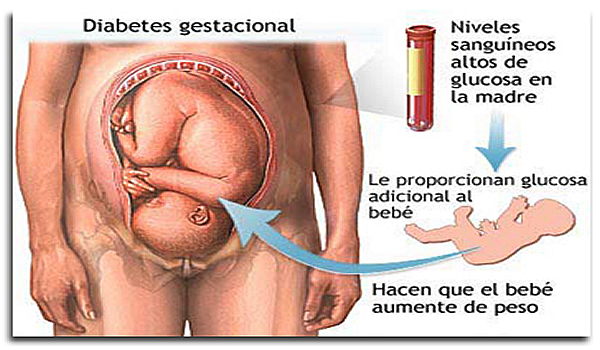 Diabetes gestacional
Niveles
sanguíneos
altos de
glucosa en
la madre
Le proporcionan glucosa
adicional al
bebé
Hacen que el bebé
aumente de peso